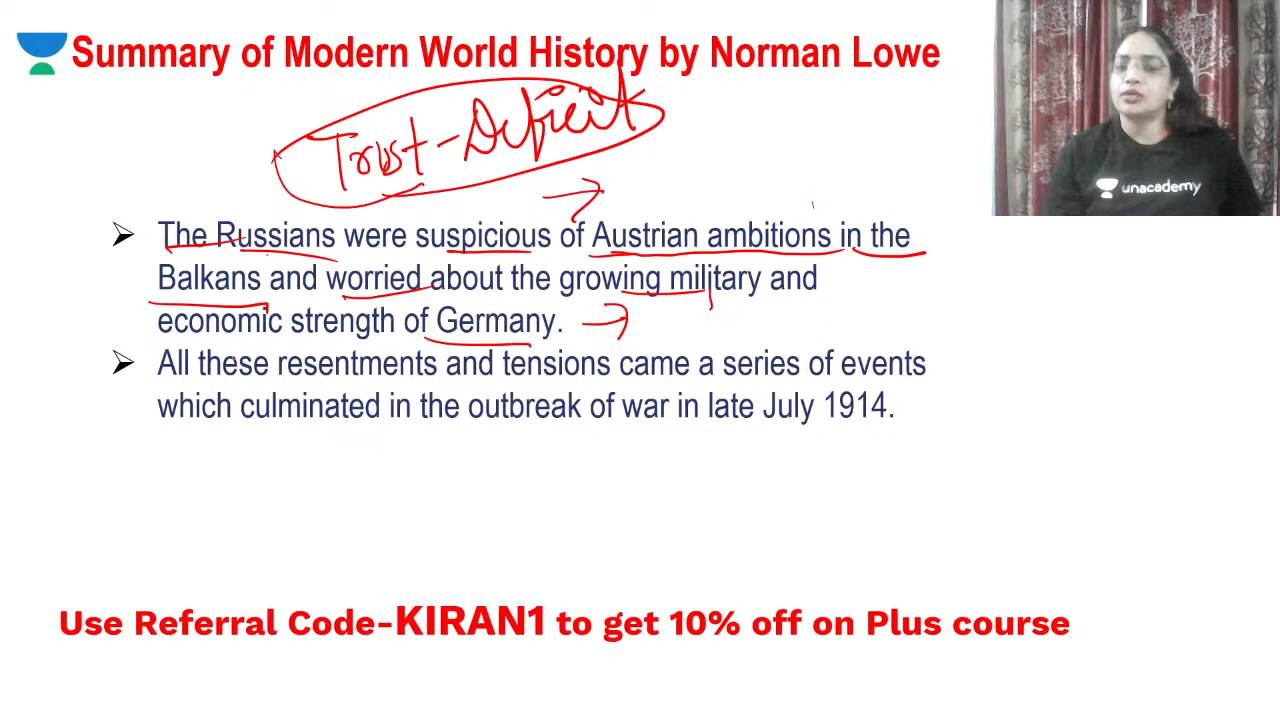 Summary of Modern World History by Norman Lowe
Trust-Deficit
unacademy
➢ The Russians were suspicious of Austrian ambitions in the
Balkans and worried about the growing military and
economic strength of Germany.
➢ All these resentments and tensions came a series of events
which culminated in the outbreak of war in late July 1914.
Use Referral Code-KIRAN1 to get 10% off on Plus course